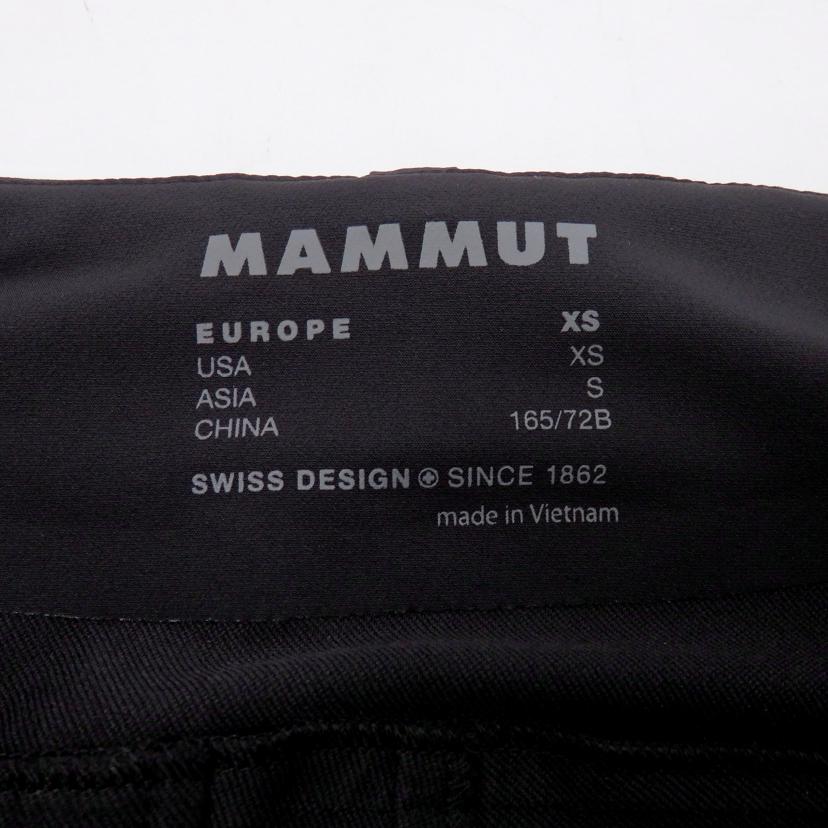 MAMMUT
EUROPE XS
USA XS
ASIA S
CHINA 165/72B
SWISS DESIGN SINCE 1862
made in Vietnam